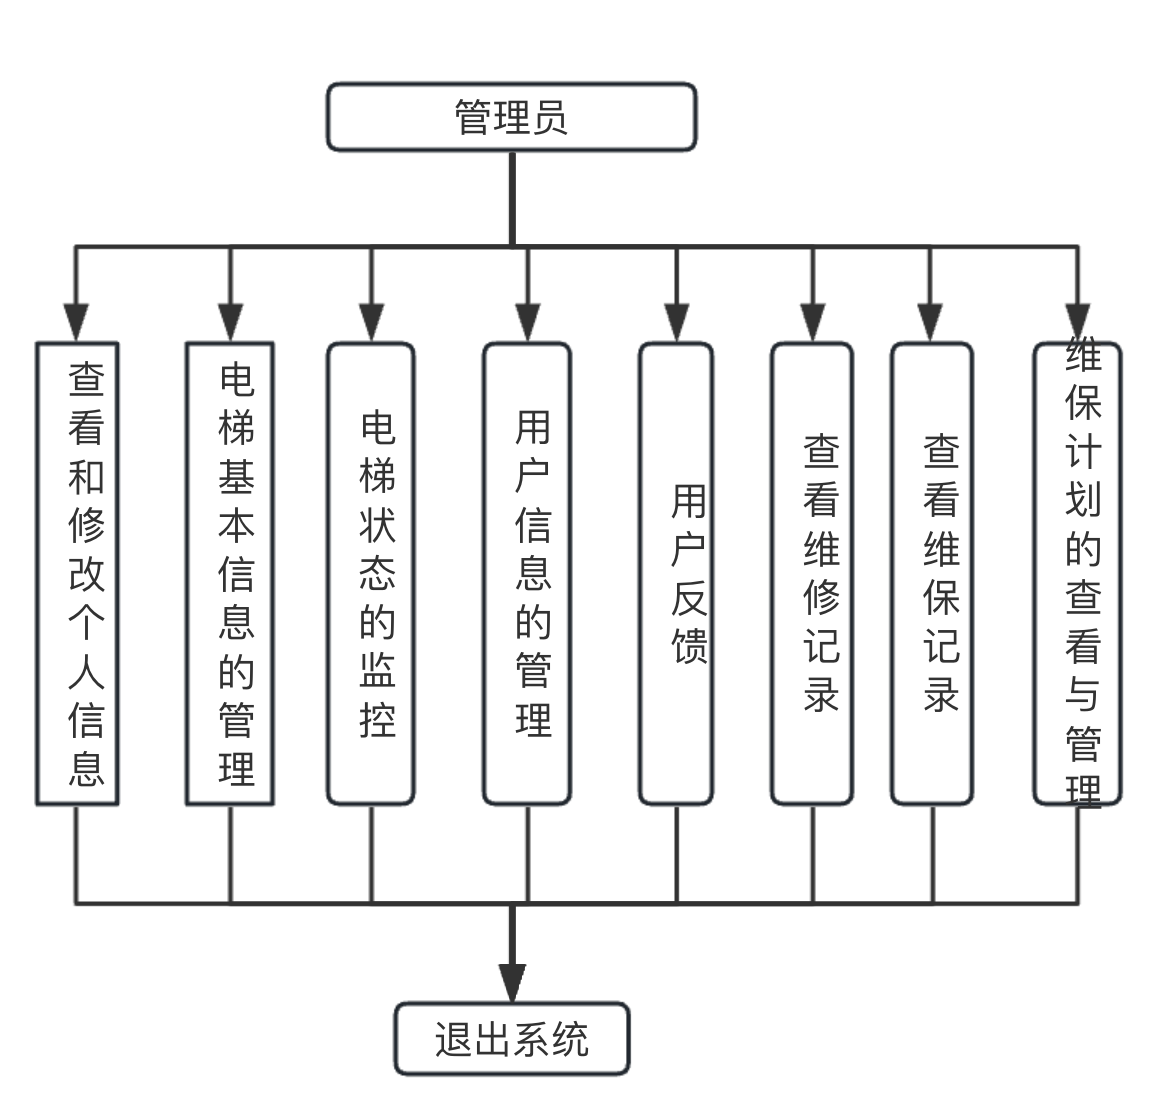 管理员
查看和修改个人信息
电梯基本信息的管理
电梯状态的监控
用户信息的管理
用户反馈
查看维修记录
查看维保记录
维保计划的查看与管理
退出系统